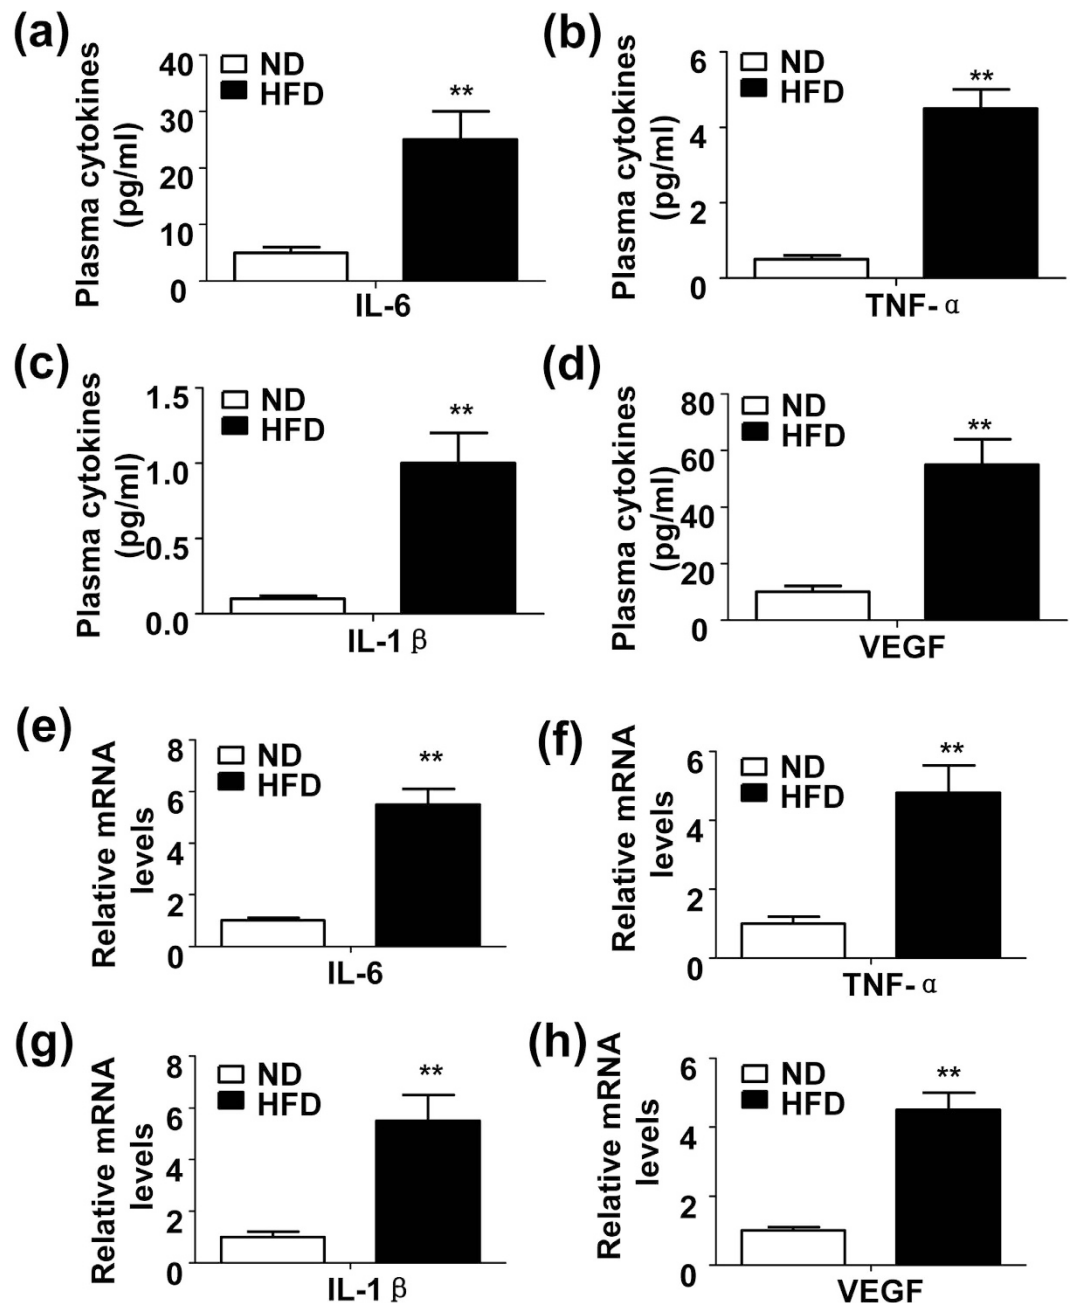 (a)
Plasma cytokines
(pg/ml)
40
30
20
10
0
ND
HFD
**
IL-6
(b)
Plasma cytokines
(pg/ml)
6
4
2
0
ND
HFD
**
TNF-α
(c)
Plasma cytokines
(pg/ml)
1.5
1.0
0.5
0.0
ND
HFD
**
IL-1β
(d)
Plasma cytokines
(pg/ml)
80
60
40
20
0
ND
HFD
**
VEGF
(e)
Relative mRNA
levels
8
6
4
2
0
ND
HFD
**
IL-6
(f)
Relative mRNA
levels
6
4
2
0
ND
HFD
**
TNF-α
(g)
Relative mRNA
levels
8
6
4
2
0
ND
HFD
**
IL-1β
(h)
Relative mRNA
levels
6
4
2
0
ND
HFD
**
VEGF